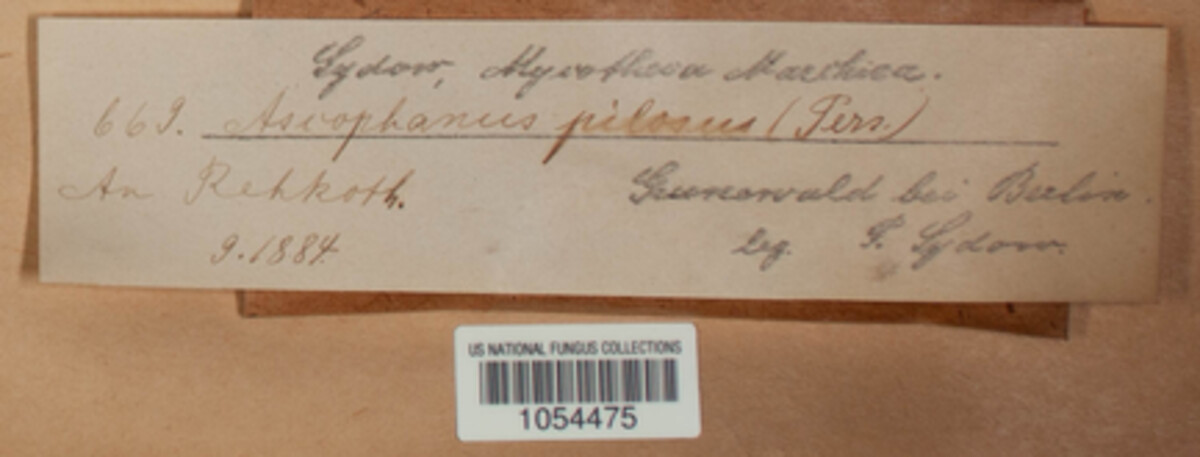 Sydow, Mycotheca Marchica.
669. Ascophanus pilosus (Pers.)
An Rehkoth. Grunewald bei Berlin.
9.1884. Leg. P. Sydow.
US NATIONAL FUNGUS COLLECTIONS
1054475